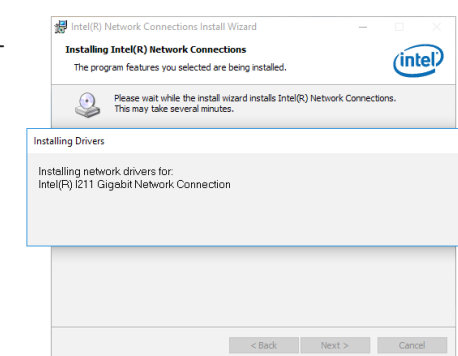 Intel(R) Network Connections Install Wizard
Installing Intel(R) Network Connections
The program features you selected are being installed.
intel
Please wait while the install wizard installs Intel(R) Network Connections.
This may take several minutes.
Installing Drivers
Installing network drivers for:
Intel(R) I211 Gigabit Network Connection
< Back
Next >
Cancel